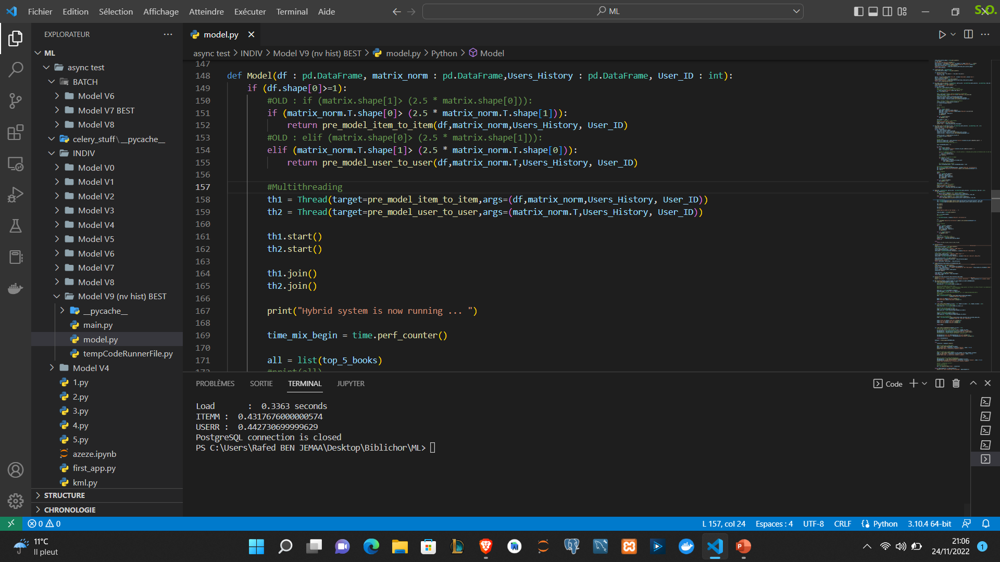 Fichier Edition Sélection Affichage Atteindre Exécuter Terminal Aide
ML
S.O.
EXPLORATEUR
ML
async test
BATCH
Model V6
Model V7 BEST
Model V8
celery_stuff\__pycache__
INDIV
Model V0
Model V1
Model V2
Model V3
Model V4
Model V5
Model V6
Model V7
Model V8
Model V9 (nv hist) BEST
__pycache__
main.py
model.py
tempCodeRunnerFile.py
Model V4
1.py
2.py
3.py
4.py
5.py
azeze.ipynb
first_app.py
kml.py
STRUCTURE
CHRONOLOGIE
model.py
async test > INDIV > Model V9 (nv hist) BEST > model.py > Python > Model
147
148 def Model(df : pd.DataFrame, matrix_norm : pd.DataFrame,Users_History : pd.DataFrame, User_ID : int):
149 if (df.shape[0]>=1):
150 #OLD : if (matrix.shape[1]> (2.5 * matrix.shape[0])):
151 if (matrix_norm.T.shape[0]> (2.5 * matrix_norm.T.shape[1])):
152 return pre_model_item_to_item(df,matrix_norm,Users_History, User_ID)
153 #OLD : elif (matrix.shape[0]> (2.5 * matrix.shape[1])):
154 elif (matrix_norm.T.shape[1]> (2.5 * matrix_norm.T.shape[0])):
155 return pre_model_user_to_user(df,matrix_norm.T,Users_History, User_ID)
156
157 #Multithreading
158 th1 = Thread(target=pre_model_item_to_item,args=(df,matrix_norm,Users_History, User_ID))
159 th2 = Thread(target=pre_model_user_to_user,args=(matrix_norm.T,Users_History, User_ID))
160
161 th1.start()
162 th2.start()
163
164 th1.join()
165 th2.join()
166
167 print("Hybrid system is now running ... ")
168
169 time_mix_begin = time.perf_counter()
170
171 all = list(top_5_books)
172 #print(all)
PROBLÈMES SORTIE TERMINAL JUPYTER
Code
Load : 0.3363 seconds
ITEMM : 0.4317676000000574
USERR : 0.442730699999629
PostgreSQL connection is closed
PS C:\Users\Rafed BEN JEMAA\Desktop\Biblichor\ML>
0 0
L 157, col 24 Espaces : 4 UTF-8 CRLF Python 3.10.4 64-bit
11°C
Il pleut
21:06
24/11/2022
1